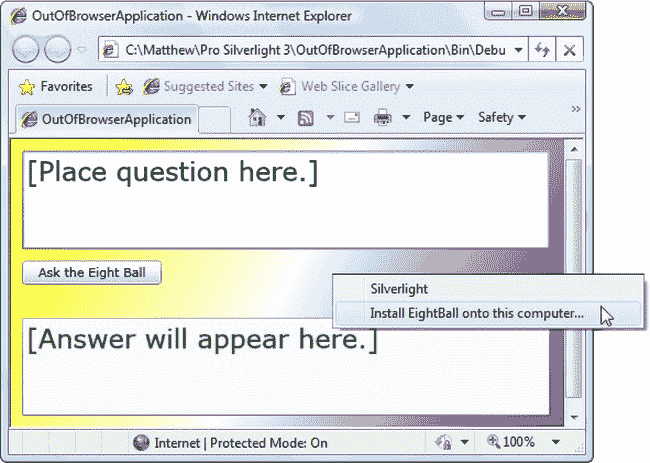 OutOfBrowserApplication - Windows Internet Explorer
C:\Matthew\Pro Silverlight 3\OutOfBrowserApplication\Bin\Debu
Favorites Suggested Sites Web Slice Gallery
OutOfBrowserApplication Page Safety »
[Place question here.]
Ask the Eight Ball
Silverlight
Install EightBall onto this computer...
[Answer will appear here.]
Internet | Protected Mode: On 100%